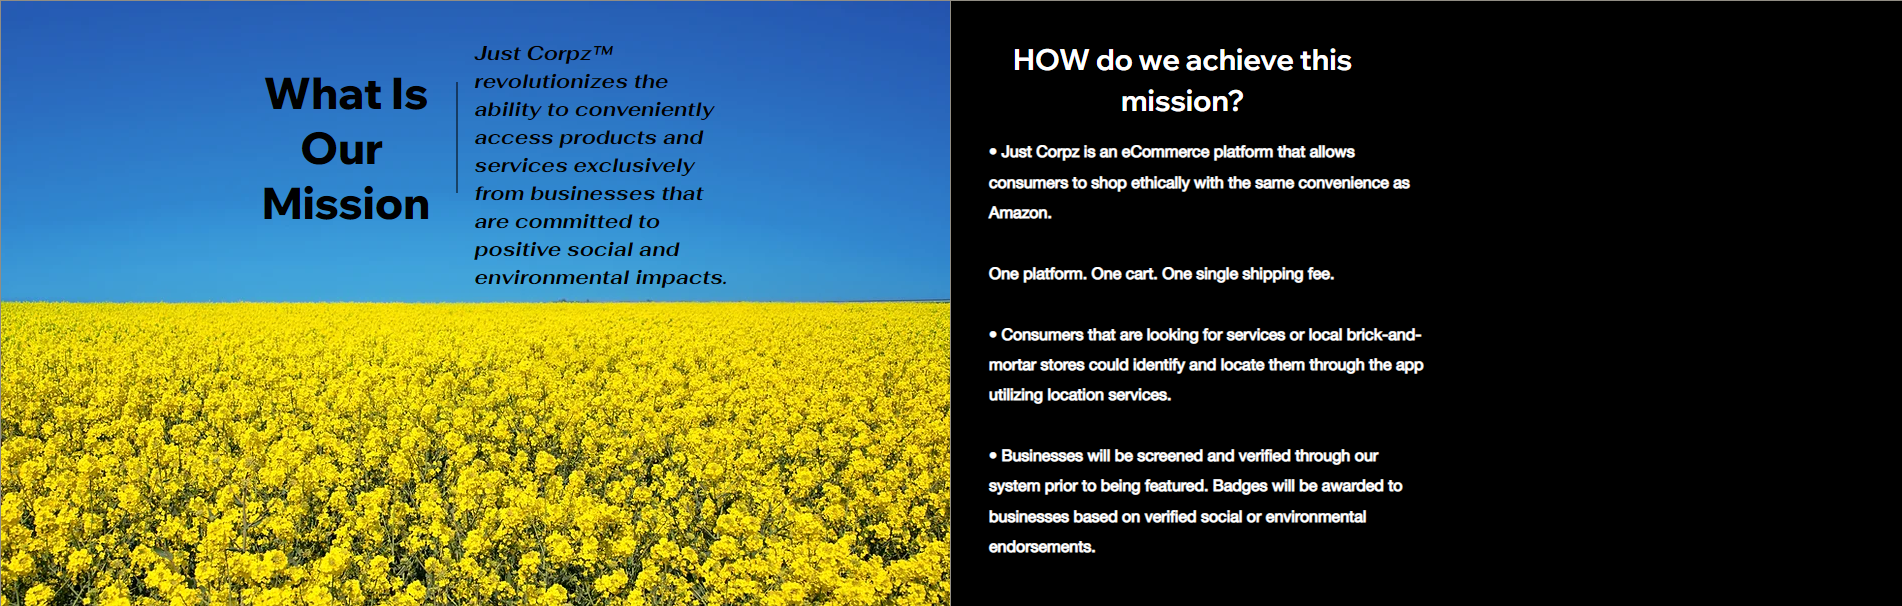 What Is
Our
Mission
Just Corpz™
revolutionizes the
ability to conveniently
access products and
services exclusively
from businesses that
are committed to
positive social and
environmental impacts.
HOW do we achieve this
mission?
• Just Corpz is an eCommerce platform that allows
consumers to shop ethically with the same convenience as
Amazon.
One platform. One cart. One single shipping fee.
• Consumers that are looking for services or local brick-and-
mortar stores could identify and locate them through the app
utilizing location services.
• Businesses will be screened and verified through our
system prior to being featured. Badges will be awarded to
businesses based on verified social or environmental
endorsements.